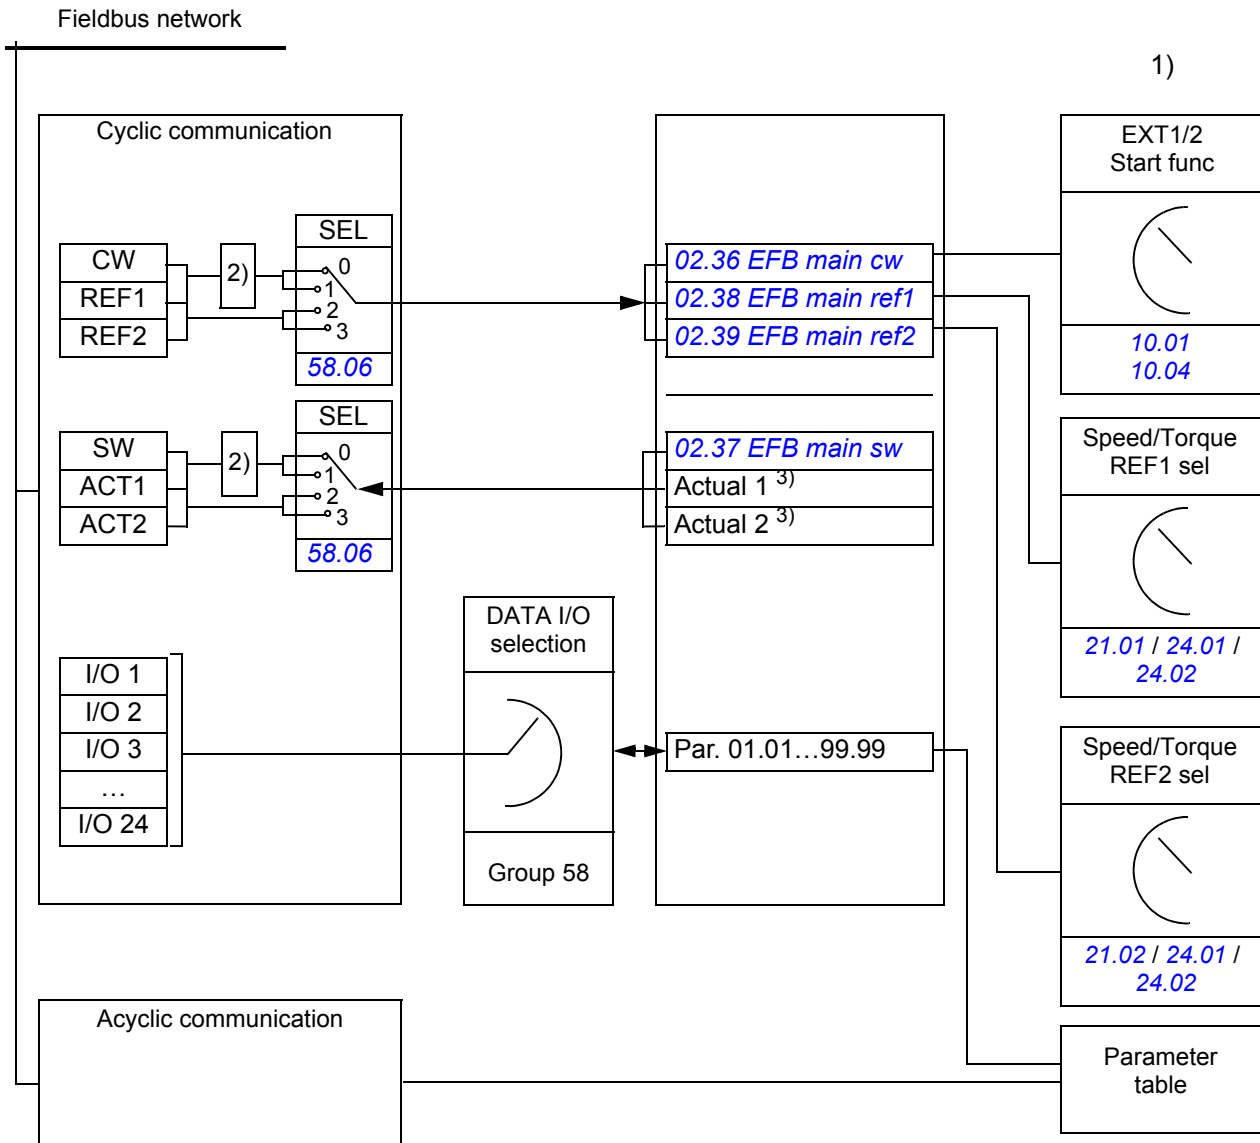 Fieldbus network
1)
Cyclic communication
CW
REF1
REF2
2)
SEL
0
1
2
3
58.06
SW
ACT1
ACT2
2)
SEL
0
1
2
3
58.06
I/O 1
I/O 2
I/O 3
…
I/O 24
DATA I/O
selection
Group 58
02.36 EFB main cw
02.38 EFB main ref1
02.39 EFB main ref2
02.37 EFB main sw
Actual 1 3)
Actual 2 3)
Par. 01.01…99.99
EXT1/2
Start func
10.01
10.04
Speed/Torque
REF1 sel
21.01 / 24.01 /
24.02
Speed/Torque
REF2 sel
21.02 / 24.01 /
24.02
Acyclic communication
Parameter
table